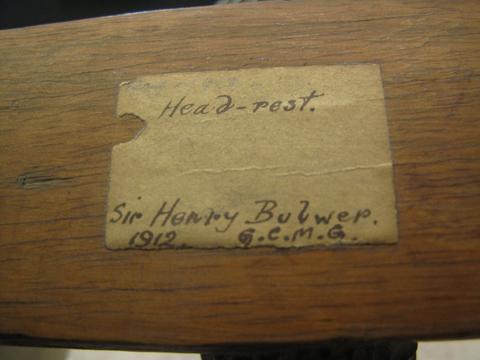 Head-rest.
Sir Henry Bulwer.
1912 G.C.M.G.